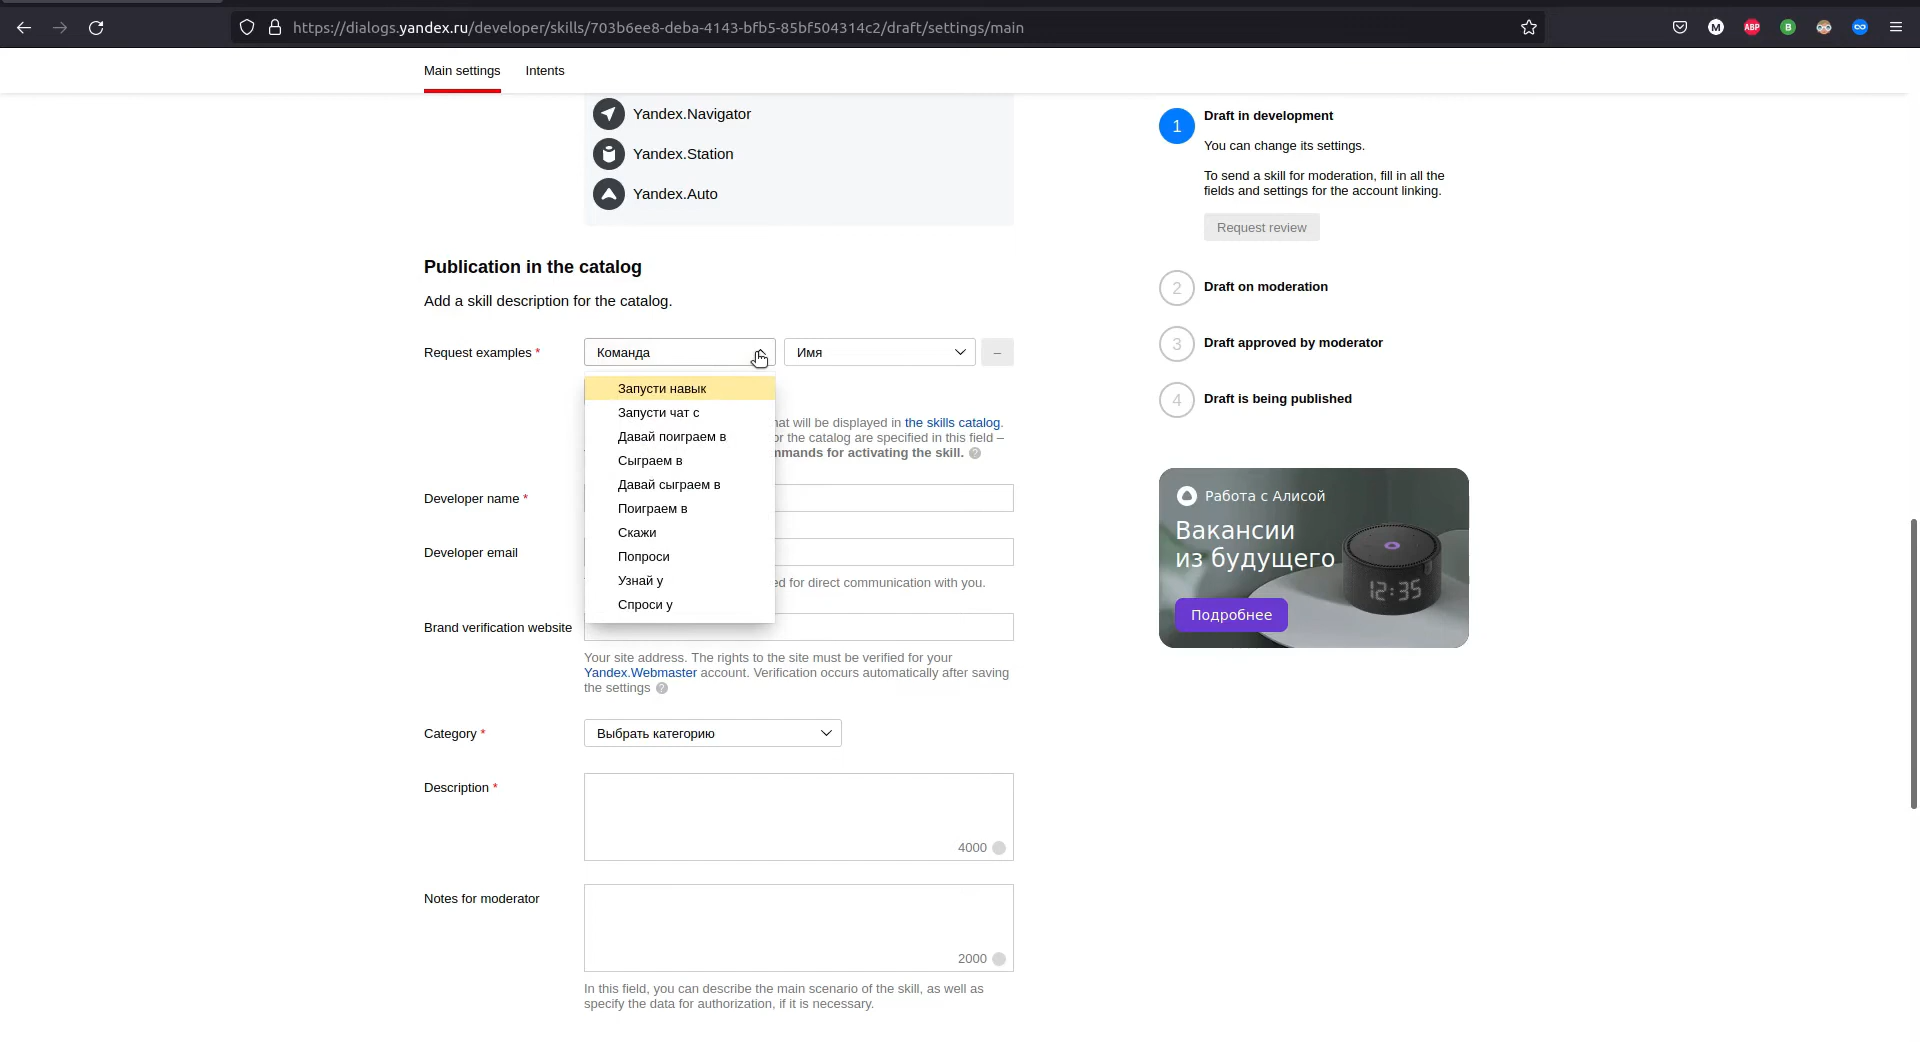 https://dialogs.yandex.ru/developer/skills/703b6ee8-deba-4143-bfb5-85bf504314c2/draft/settings/main
M
ABP
B
Main settings
Intents
Yandex.Navigator
Yandex.Station
Yandex.Auto
Publication in the catalog
Add a skill description for the catalog.
Request examples *
Команда
Имя
–
Запусти навык
Запусти чат с
Давай поиграем в
Сыграем в
Давай сыграем в
Поиграем в
Скажи
Попроси
Узнай у
Спроси у
that will be displayed in the skills catalog.
or the catalog are specified in this field –
commands for activating the skill. ?
Developer name *
Developer email
ed for direct communication with you.
Brand verification website
Your site address. The rights to the site must be verified for your
Yandex.Webmaster account. Verification occurs automatically after saving
the settings ?
Category *
Выбрать категорию
Description *
4000
Notes for moderator
2000
In this field, you can describe the main scenario of the skill, as well as
specify the data for authorization, if it is necessary.
1
Draft in development
You can change its settings.
To send a skill for moderation, fill in all the
fields and settings for the account linking.
Request review
2
Draft on moderation
3
Draft approved by moderator
4
Draft is being published
Работа с Алисой
Вакансии
из будущего
12:35
Подробнее